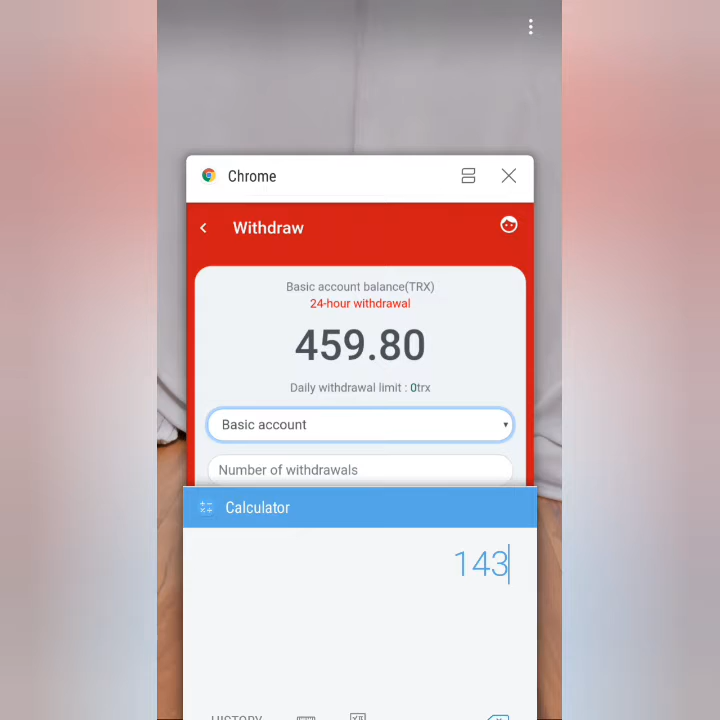 Chrome
Withdraw
Basic account balance(TRX)
24-hour withdrawal
459.80
Daily withdrawal limit : 0trx
Basic account
Number of withdrawals
Calculator
143
HISTORY